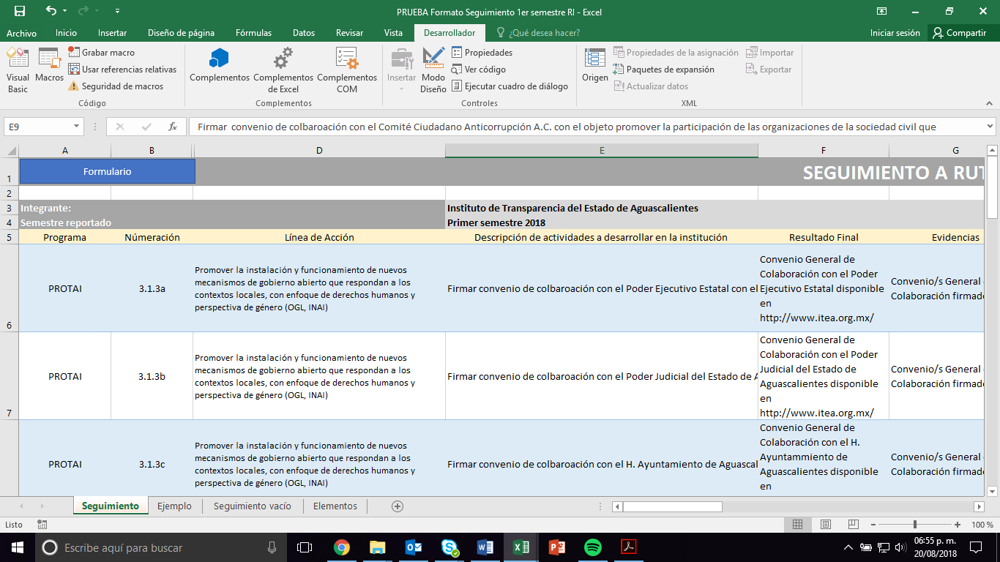 PRUEBA Formato Seguimiento 1er semestre RI - Excel
Archivo Inicio Insertar Diseño de página Fórmulas Datos Revisar Vista Desarrollador ¿Qué desea hacer? Iniciar sesión Compartir
Visual Basic
Macros
Grabar macro
Usar referencias relativas
Seguridad de macros
Código
Complementos
Complementos de Excel
Complementos COM
Complementos
Insertar
Modo Diseño
Propiedades
Ver código
Ejecutar cuadro de diálogo
Controles
Origen
Propiedades de la asignación
Paquetes de expansión
Actualizar datos
Importar
Exportar
XML
E9 fx Firmar convenio de colbaroación con el Comité Ciudadano Anticorrupción A.C. con el objeto promover la participación de las organizaciones de la sociedad civil que
A B D E F G
1 Formulario SEGUIMIENTO A RUT
2
3 Integrante: Instituto de Transparencia del Estado de Aguascalientes
4 Semestre reportado Primer semestre 2018
5 Programa Númeración Línea de Acción Descripción de actividades a desarrollar en la institución Resultado Final Evidencias
6
PROTAI
3.1.3a
Promover la instalación y funcionamiento de nuevos
mecanismos de gobierno abierto que respondan a los
contextos locales, con enfoque de derechos humanos y
perspectiva de género (OGL, INAI)
Firmar convenio de colbaroación con el Poder Ejecutivo Estatal con el
Convenio General de
Colaboración con el Poder
Ejecutivo Estatal disponible
en
http://www.itea.org.mx/
Convenio/s General
Colaboración firmado
7
PROTAI
3.1.3b
Promover la instalación y funcionamiento de nuevos
mecanismos de gobierno abierto que respondan a los
contextos locales, con enfoque de derechos humanos y
perspectiva de género (OGL, INAI)
Firmar convenio de colbaroación con el Poder Judicial del Estado de A
Convenio General de
Colaboración con el Poder
Judicial del Estado de
Aguascalientes disponible
en
http://www.itea.org.mx/
Convenio/s General
Colaboración firmado
PROTAI
3.1.3c
Promover la instalación y funcionamiento de nuevos
mecanismos de gobierno abierto que respondan a los
contextos locales, con enfoque de derechos humanos y
perspectiva de género (OGL, INAI)
Firmar convenio de colbaroación con el H. Ayuntamiento de Aguascal
Convenio General de
Colaboración con el H.
Ayuntammiento de
Aguascalientes disponible
en
Convenio/s General
Colaboración firmado
Seguimiento Ejemplo Seguimiento vacío Elementos
Listo 100 %
Escribe aquí para buscar
06:55 p. m.
20/08/2018